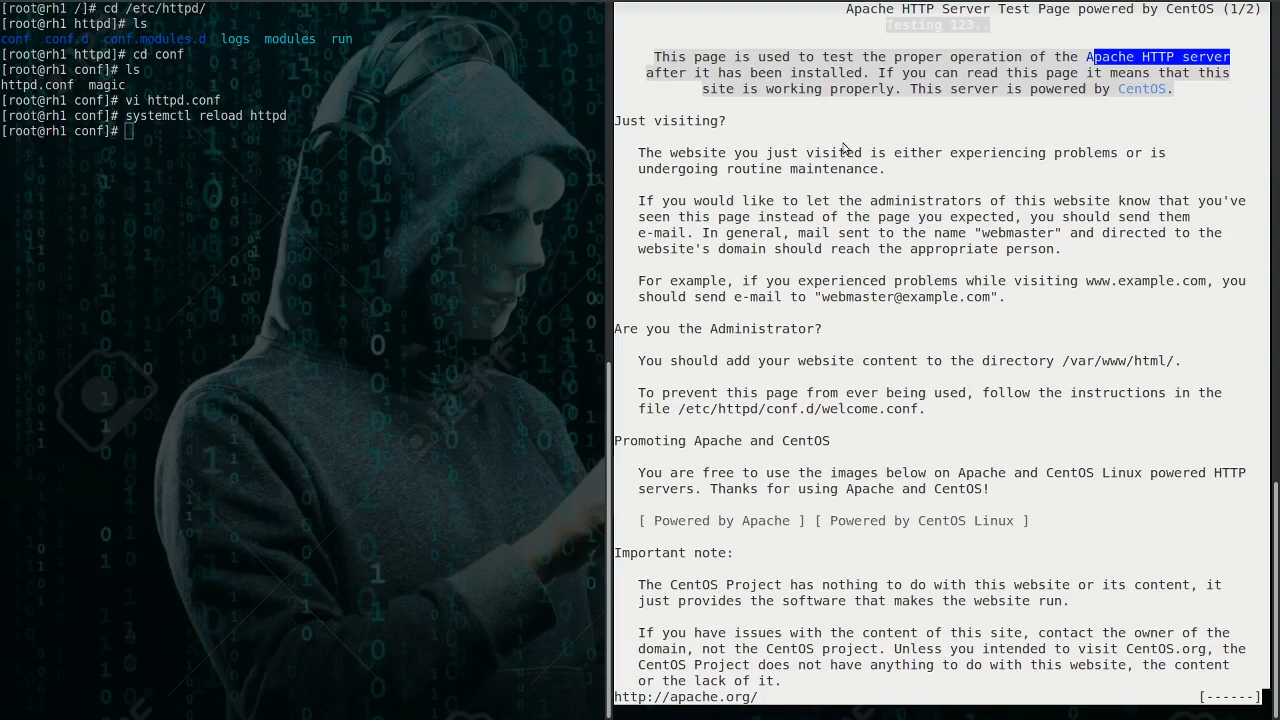 [root@rh1 /]# cd /etc/httpd/
[root@rh1 httpd]# ls
conf  conf.d  conf.modules.d  logs  modules  run
[root@rh1 httpd]# cd conf
[root@rh1 conf]# ls
httpd.conf  magic
[root@rh1 conf]# vi httpd.conf
[root@rh1 conf]# systemctl reload httpd
[root@rh1 conf]#
Apache HTTP Server Test Page powered by CentOS (1/2)
Testing 123..
This page is used to test the proper operation of the Apache HTTP server
after it has been installed. If you can read this page it means that this
site is working properly. This server is powered by CentOS.
Just visiting?
The website you just visited is either experiencing problems or is
undergoing routine maintenance.
If you would like to let the administrators of this website know that you've
seen this page instead of the page you expected, you should send them
e-mail. In general, mail sent to the name "webmaster" and directed to the
website's domain should reach the appropriate person.
For example, if you experienced problems while visiting www.example.com, you
should send e-mail to "webmaster@example.com".
Are you the Administrator?
You should add your website content to the directory /var/www/html/.
To prevent this page from ever being used, follow the instructions in the
file /etc/httpd/conf.d/welcome.conf.
Promoting Apache and CentOS
You are free to use the images below on Apache and CentOS Linux powered HTTP
servers. Thanks for using Apache and CentOS!
[ Powered by Apache ] [ Powered by CentOS Linux ]
Important note:
The CentOS Project has nothing to do with this website or its content, it
just provides the software that makes the website run.
If you have issues with the content of this site, contact the owner of the
domain, not the CentOS project. Unless you intended to visit CentOS.org, the
CentOS Project does not have anything to do with this website, the content
or the lack of it.
http://apache.org/ [------]